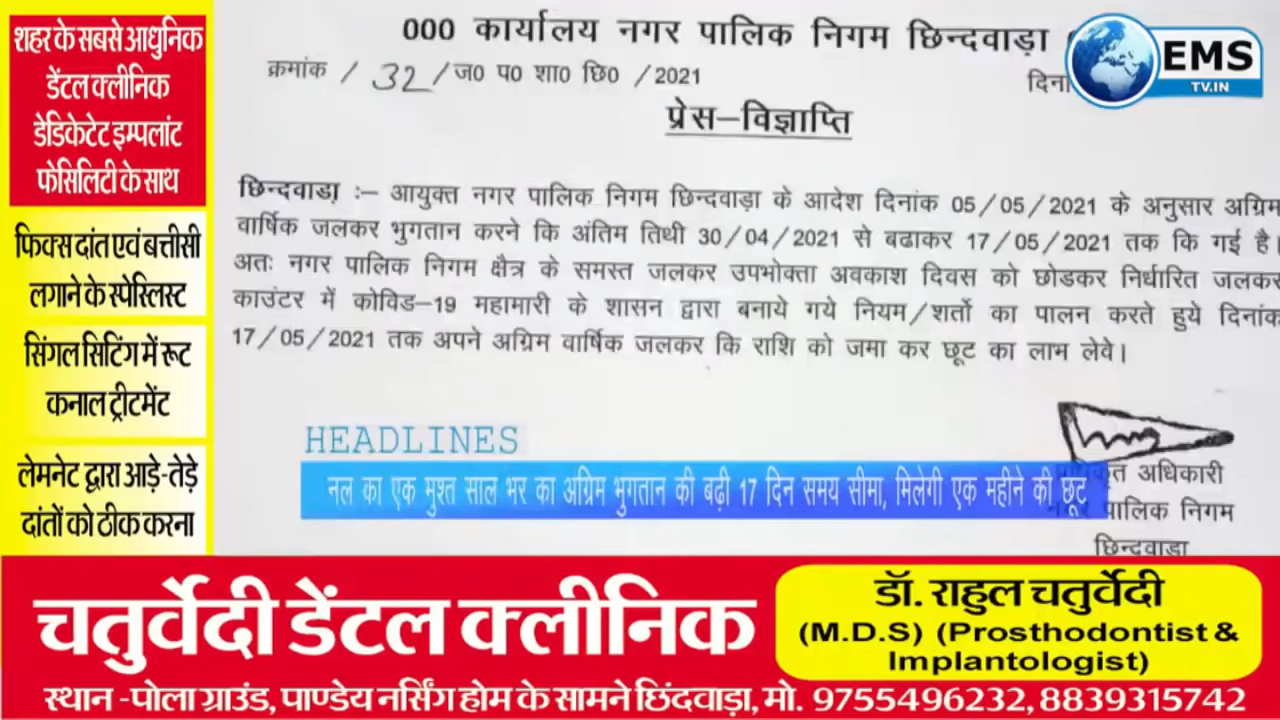 शहर के सबसे आधुनिक
डेंटल क्लीनिक
डेडिकेटेट इम्पलांट
फेसिलिटी के साथ
फिक्स दांत एवं बत्तीसी
लगाने के स्पेस्लिस्ट
सिंगल सिटिंग में रूट
कनाल ट्रीटमेंट
लेमनेट द्वारा आड़े-तेड़े
दांतों को ठीक करना
000 कार्यालय नगर पालिक निगम छिन्दवाड़ा
क्रमांक / 32 /ज0 प0 शा0 छि0 /2021
EMS
TV.IN
प्रेस–विज्ञाप्ति
छिन्दवाडा़ :– आयुक्त नगर पालिक निगम छिन्दवाड़ा के आदेश दिनांक 05/05/2021 के अनुसार अग्रिम
वार्षिक जलकर भुगतान करने कि अंतिम तिथी 30/04/2021 से बढाकर 17/05/2021 तक कि गई है।
अतः नगर पालिक निगम क्षैत्र के समस्त जलकर उपभोक्ता अवकाश दिवस को छोडकर निर्धारित जलकर
काउंटर में कोविड–19 महामारी के शासन द्वारा बनाये गये नियम/शर्तो का पालन करते हुये दिनांक
17/05/2021 तक अपने अग्रिम वार्षिक जलकर कि राशि को जमा कर छूट का लाभ लेवे।
HEADLINES
नल का एक मुश्त साल भर का अग्रिम भुगतान की बढ़ी 17 दिन समय सीमा, मिलेगी एक महीने की छूट
अधिकारी
पालिक निगम
छिन्दवाडा
चतुर्वेदी डेंटल क्लीनिक
डॉ. राहुल चतुर्वेदी
(M.D.S) (Prosthodontist &
Implantologist)
स्थान -पोला ग्राउंड, पाण्डेय नर्सिंग होम के सामने छिंदवाड़ा, मो. 9755496232, 8839315742